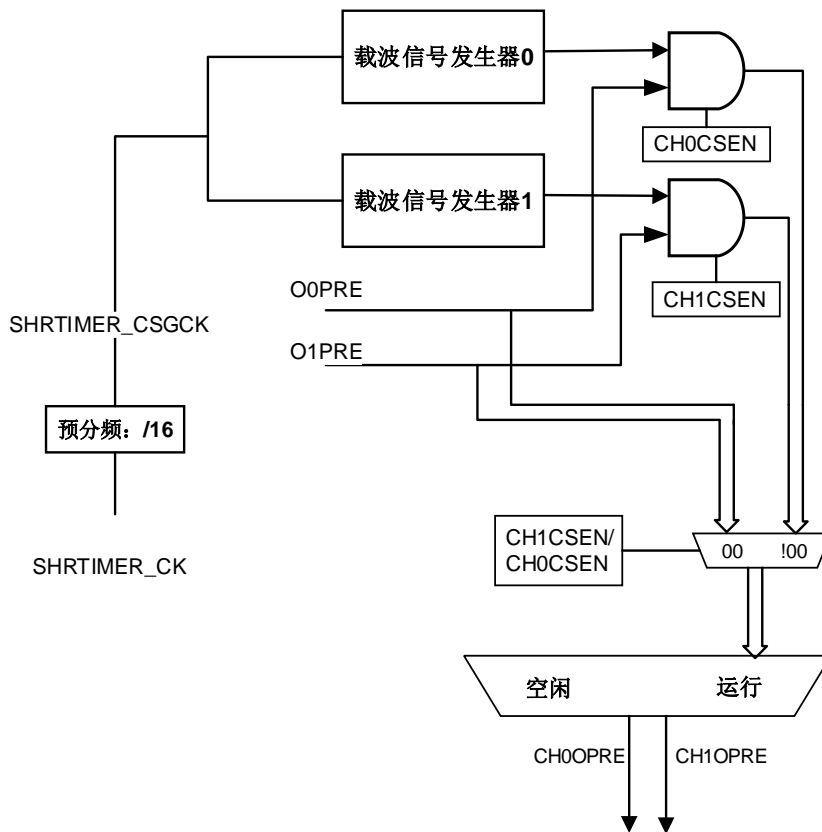 载波信号发生器0
CH0CSEN
载波信号发生器1
CH1CSEN
O0PRE
SHRTIMER_CSGCK
O1PRE
预分频：/16
CH1CSEN/
CH0CSEN
00 !00
SHRTIMER_CK
空闲 运行
CH0OPRE CH1OPRE